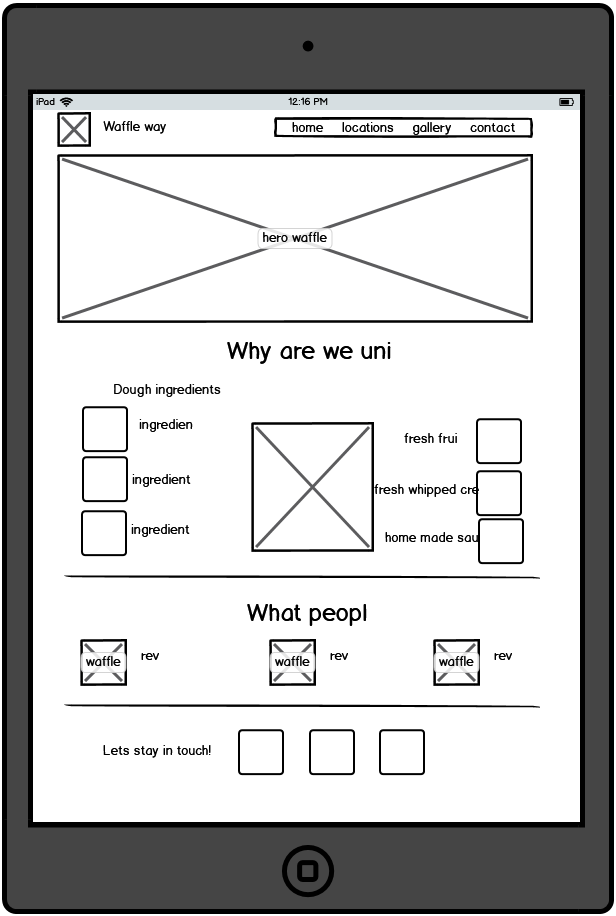 iPad 12:16 PM
Waffle way
home locations gallery contact
hero waffle
Why are we uni
Dough ingredients
ingredien
ingredient
ingredient
fresh frui
fresh whipped cre
home made sau
What peopl
waffle rev
waffle rev
waffle rev
Lets stay in touch!